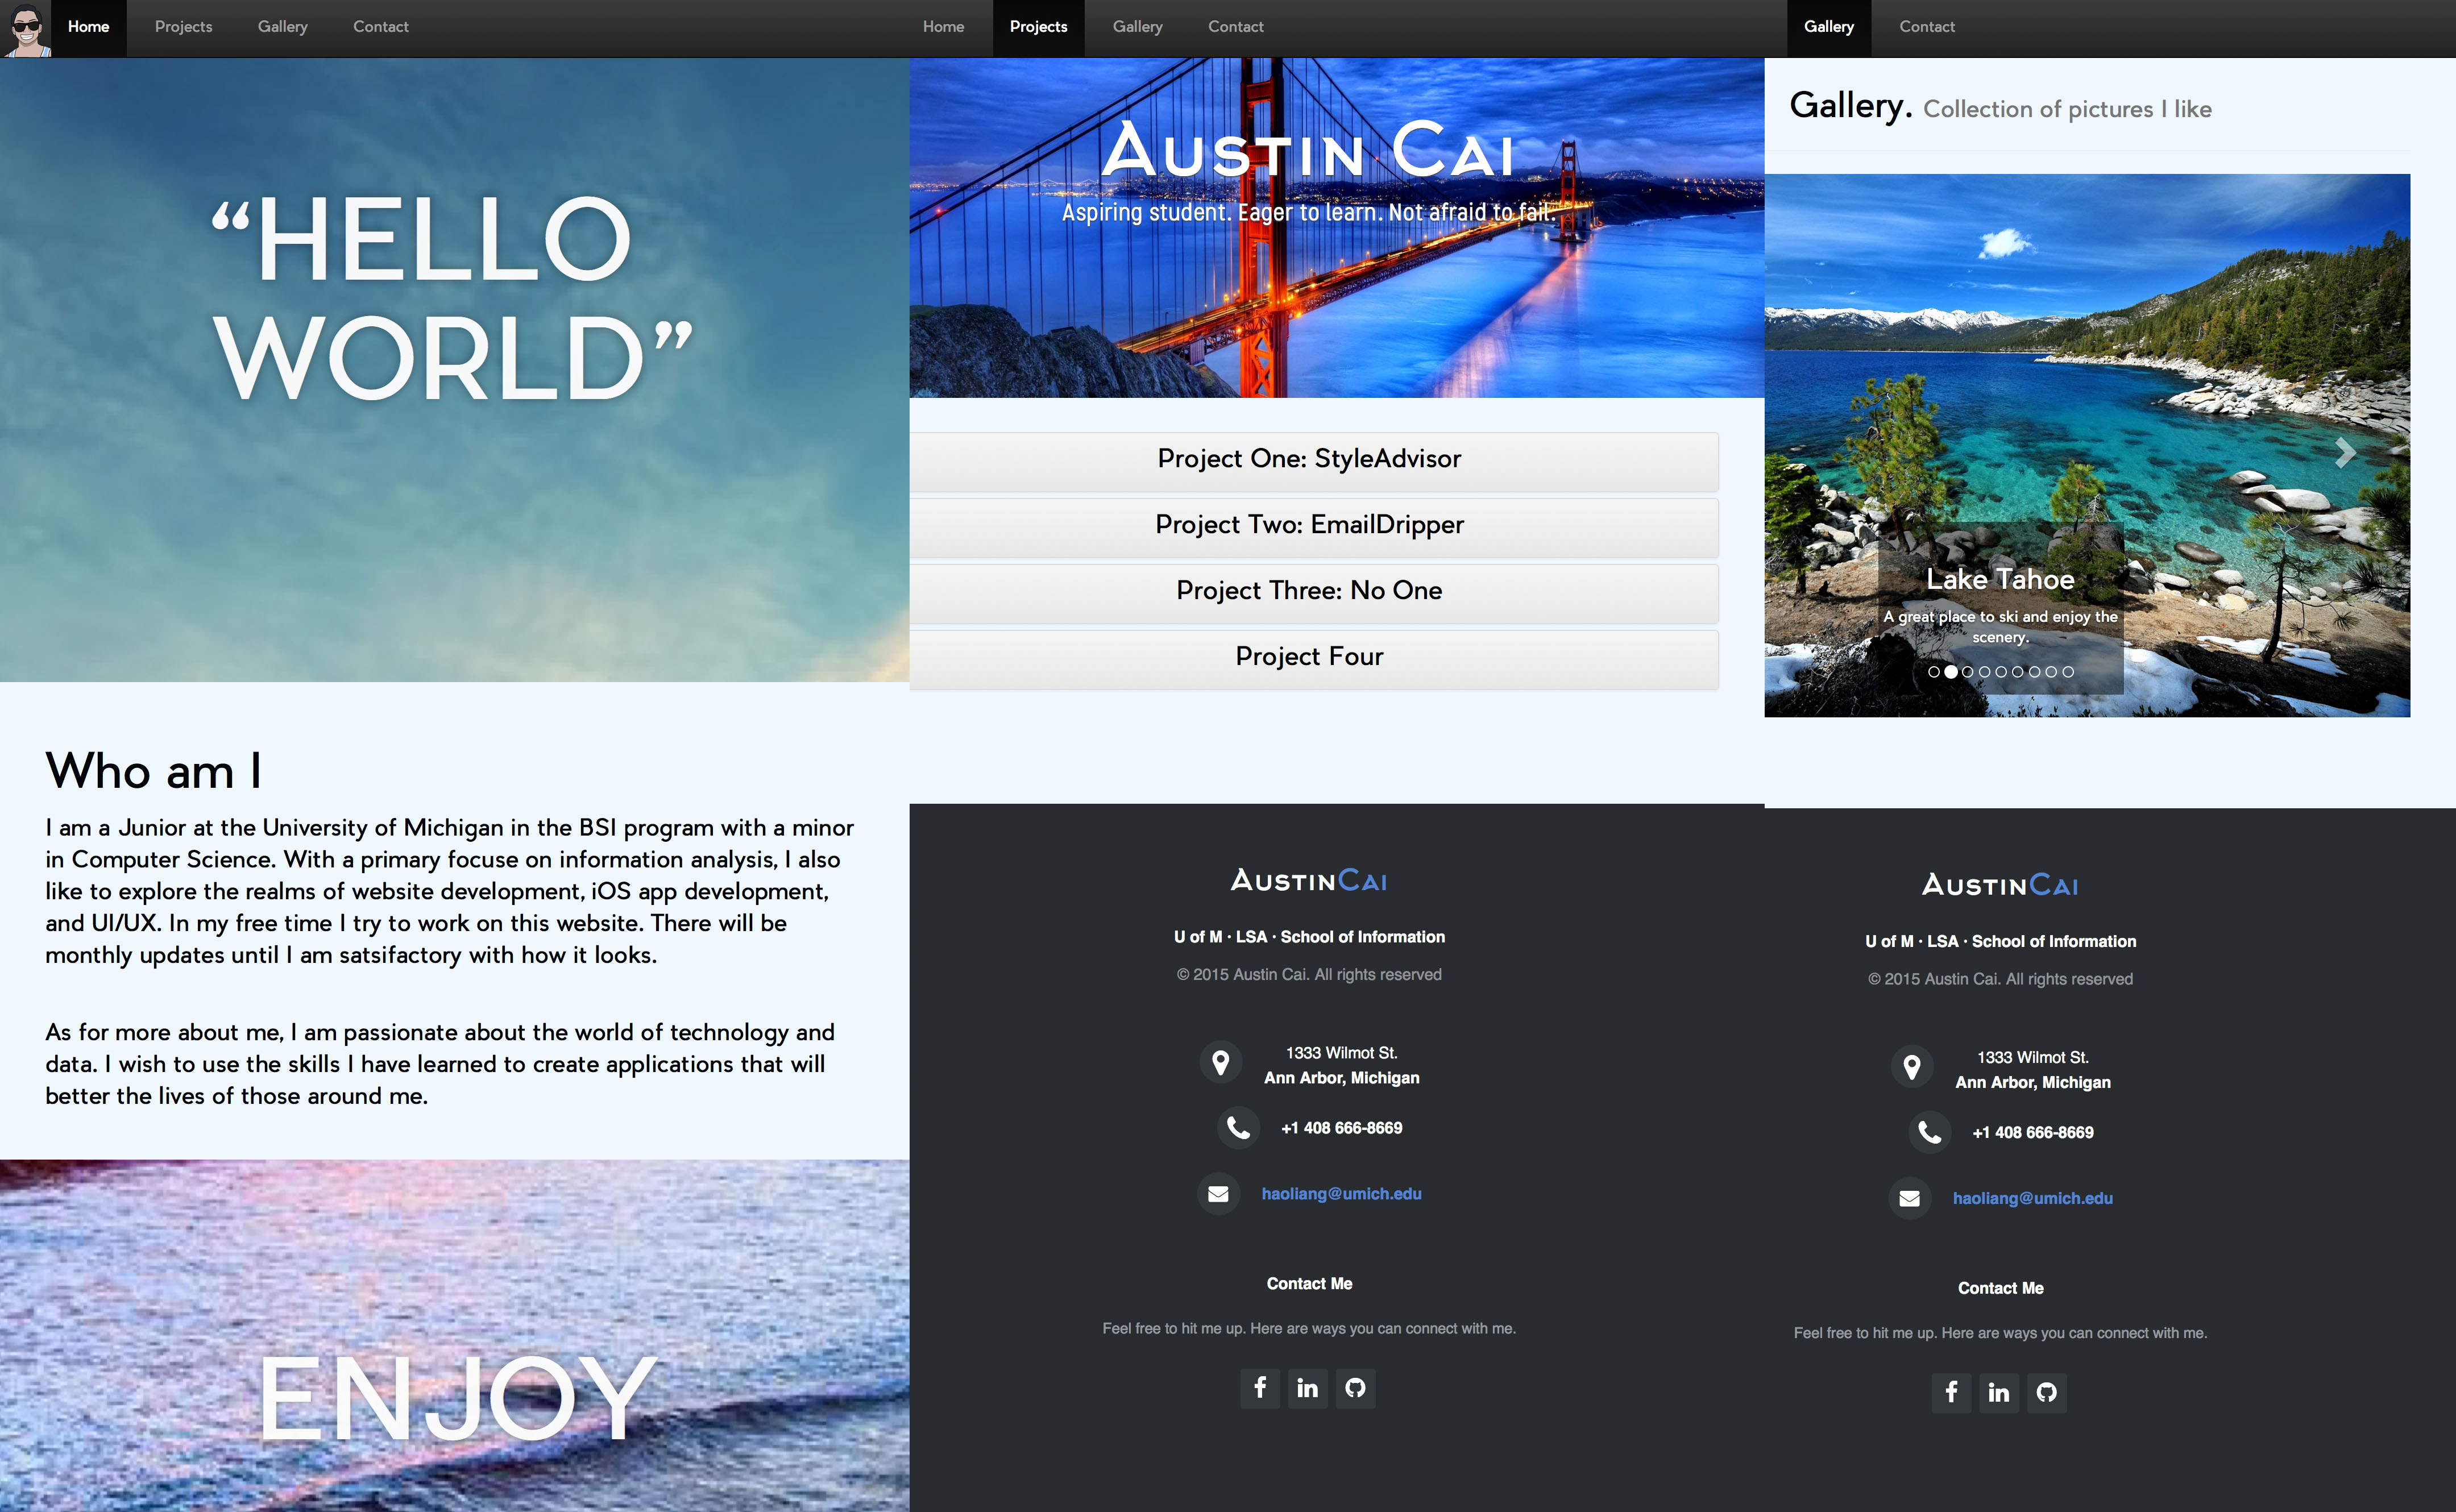 Home Projects Gallery Contact
“HELLO
WORLD”
Who am I
I am a Junior at the University of Michigan in the BSI program with a minor
in Computer Science. With a primary focuse on information analysis, I also
like to explore the realms of website development, iOS app development,
and UI/UX. In my free time I try to work on this website. There will be
monthly updates until I am satsifactory with how it looks.
As for more about me, I am passionate about the world of technology and
data. I wish to use the skills I have learned to create applications that will
better the lives of those around me.
ENJOY
Home Projects Gallery Contact
Austin Cai
Aspiring student. Eager to learn. Not afraid to fail.
Project One: StyleAdvisor
Project Two: EmailDripper
Project Three: No One
Project Four
AustinCai
U of M · LSA · School of Information
© 2015 Austin Cai. All rights reserved
1333 Wilmot St.
Ann Arbor, Michigan
+1 408 666-8669
haoliang@umich.edu
Contact Me
Feel free to hit me up. Here are ways you can connect with me.
f in
Gallery Contact
Gallery. Collection of pictures I like
Lake Tahoe
A great place to ski and enjoy the
scenery.
AustinCai
U of M · LSA · School of Information
© 2015 Austin Cai. All rights reserved
1333 Wilmot St.
Ann Arbor, Michigan
+1 408 666-8669
haoliang@umich.edu
Contact Me
Feel free to hit me up. Here are ways you can connect with me.
f in